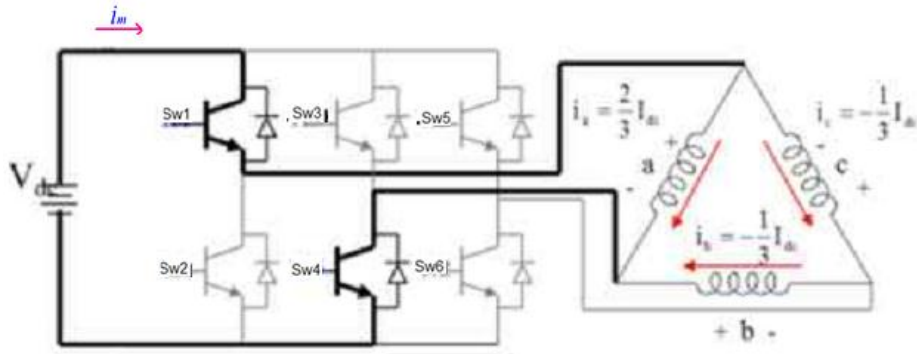 i_m
Sw1
Sw3
Sw5
V_dc
Sw2
Sw4
Sw6
i_a = 2/3 I_dc
i_c = -1/3 I_dc
+
a
-
-
c
+
i_b = -1/3 I_dc
+ b -